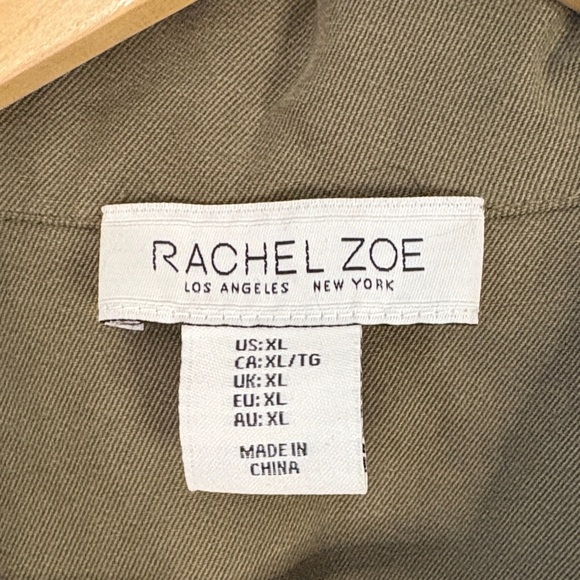 RACHEL ZOE
LOS ANGELES NEW YORK
US:XL
CA:XL/TG
UK:XL
EU:XL
AU:XL
MADE IN
CHINA